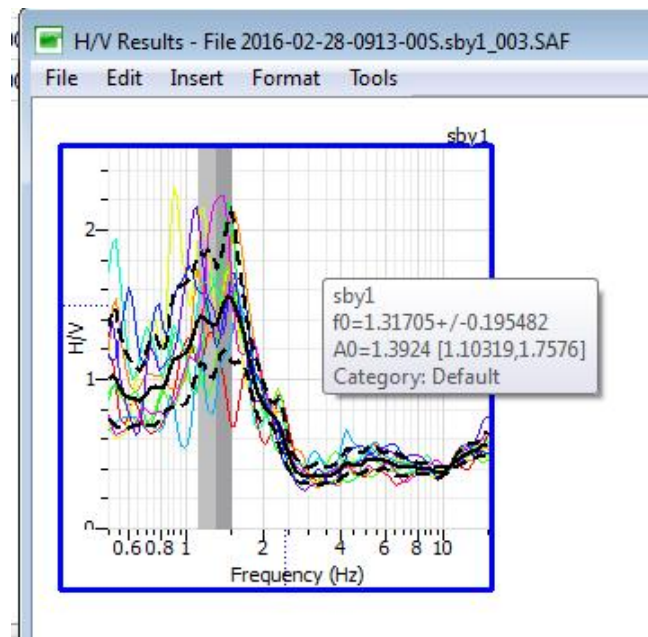 H/V Results - File 2016-02-28-0913-00S.sby1_003.SAF
File Edit Insert Format Tools
sby1
2
H/V
1
0
sby1
f0=1.31705+/-0.195482
A0=1.3924 [1.10319,1.7576]
Category: Default
0.6 0.8 1 2 4 6 8 10
Frequency (Hz)